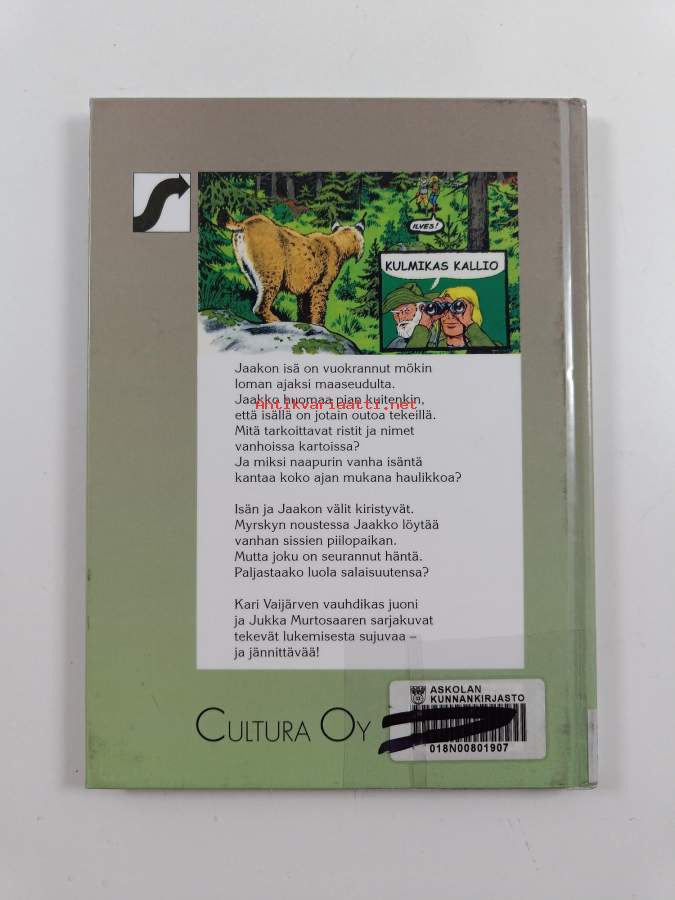 ILVES!
KULMIKAS KALLIO
Jaakon isä on vuokrannut mökin
loman ajaksi maaseudulta.
Jaakko huomaa pian kuitenkin,
Antikvariaatti.net
että isällä on jotain outoa tekeillä.
Mitä tarkoittavat ristit ja nimet
vanhoissa kartoissa?
Ja miksi naapurin vanha isäntä
kantaa koko ajan mukana haulikkoa?
Isän ja Jaakon välit kiristyvät.
Myrskyn noustessa Jaakko löytää
vanhan sissien piilopaikan.
Mutta joku on seurannut häntä.
Paljastaako luola salaisuutensa?
Kari Vaijärven vauhdikas juoni
ja Jukka Murtosaaren sarjakuvat
tekevät lukemisesta sujuvaa –
ja jännittävää!
ASKOLAN
KUNNANKIRJASTO
CULTURA OY
018N00801907